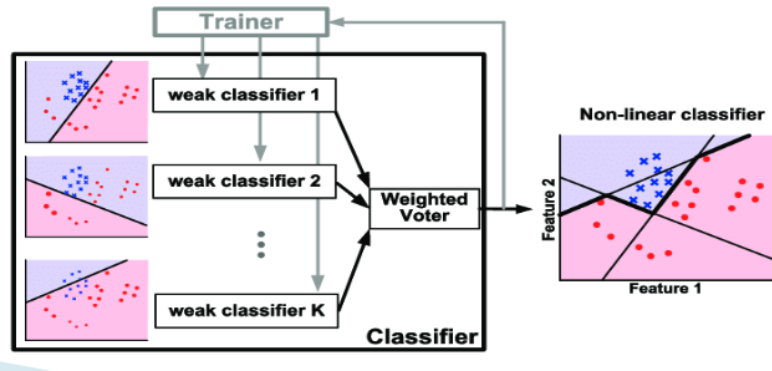 Trainer
weak classifier 1
weak classifier 2
weak classifier K
Weighted
Voter
Classifier
Non-linear classifier
Feature 2
Feature 1